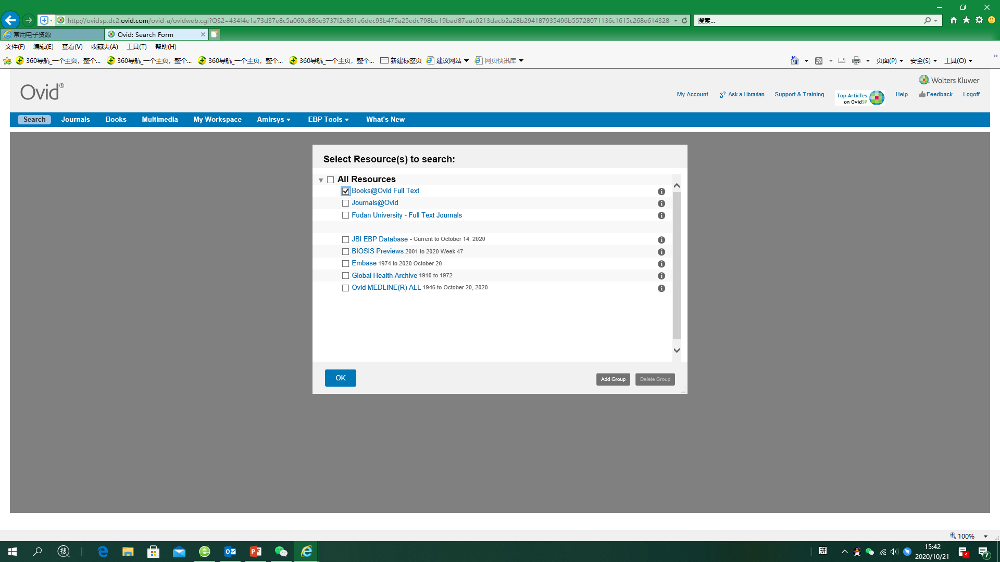 http://ovidsp.dc2.ovid.com/ovid-a/ovidweb.cgi?QS2=434f4e1a73d37e8c5a069e886e3737f2e861e6dec93b475a25edc798be19bad87aac0213dacb2a28b294187935496b55728071136c1615c268e614328 搜索...
常用电子资源 Ovid: Search Form
文件(F) 编辑(E) 查看(V) 收藏夹(A) 工具(T) 帮助(H)
360导航_一个主页，整个... 360导航_一个主页，整个... 360导航_一个主页，整个... 360导航_一个主页，整个... 新建标签页 建议网站 网页快讯库 页面(P) 安全(S) 工具(O)
Ovid®
Wolters Kluwer
My Account Ask a Librarian Support & Training Top Articles on OvidSP Help Feedback Logoff
Search Journals Books Multimedia My Workspace Amirsys EBP Tools What's New
Select Resource(s) to search:
All Resources
Books@Ovid Full Text
Journals@Ovid
Fudan University - Full Text Journals
JBI EBP Database - Current to October 14, 2020
BIOSIS Previews 2001 to 2020 Week 47
Embase 1974 to 2020 October 20
Global Health Archive 1910 to 1972
Ovid MEDLINE(R) ALL 1946 to October 20, 2020
OK Add Group Delete Group
100%
搜 拼 15:42
2020/10/21 4 7